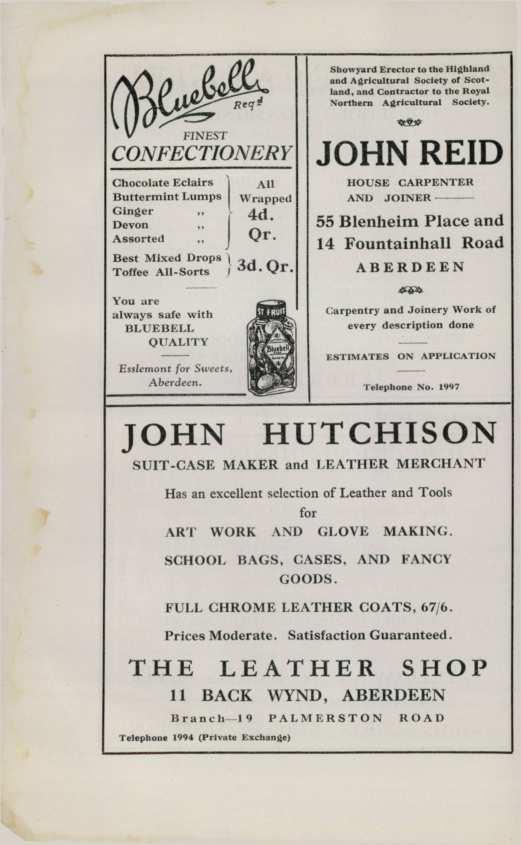 Bluebell
Regd
FINEST
CONFECTIONERY
Chocolate Eclairs
Buttermint Lumps
Ginger ,,
Devon ,,
Assorted ,,
All
Wrapped
4d.
Qr.
Best Mixed Drops
Toffee All-Sorts
3d. Qr.
You are
always safe with
BLUEBELL
QUALITY
ST FRUIT
Bluebell
Esslemont for Sweets,
Aberdeen.
Showyard Erector to the Highland
and Agricultural Society of Scot-
land, and Contractor to the Royal
Northern Agricultural Society.
JOHN REID
HOUSE CARPENTER
AND JOINER
55 Blenheim Place and
14 Fountainhall Road
ABERDEEN
Carpentry and Joinery Work of
every description done
ESTIMATES ON APPLICATION
Telephone No. 1997
JOHN HUTCHISON
SUIT-CASE MAKER and LEATHER MERCHANT
Has an excellent selection of Leather and Tools
for
ART WORK AND GLOVE MAKING.
SCHOOL BAGS, CASES, AND FANCY
GOODS.
FULL CHROME LEATHER COATS, 67/6.
Prices Moderate. Satisfaction Guaranteed.
THE LEATHER SHOP
11 BACK WYND, ABERDEEN
Branch—19 PALMERSTON ROAD
Telephone 1994 (Private Exchange)